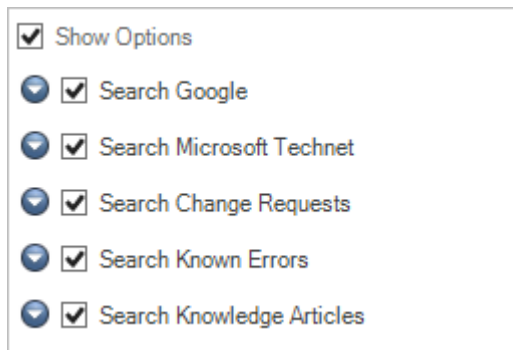 Show Options
Search Google
Search Microsoft Technet
Search Change Requests
Search Known Errors
Search Knowledge Articles